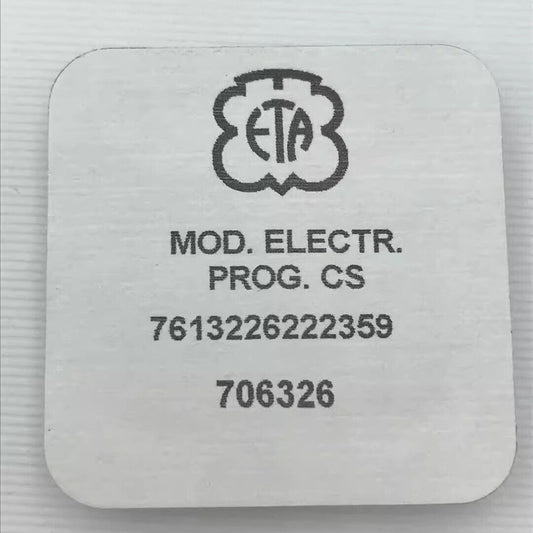 ETA
MOD. ELECTR.
PROG. CS
7613226222359
706326